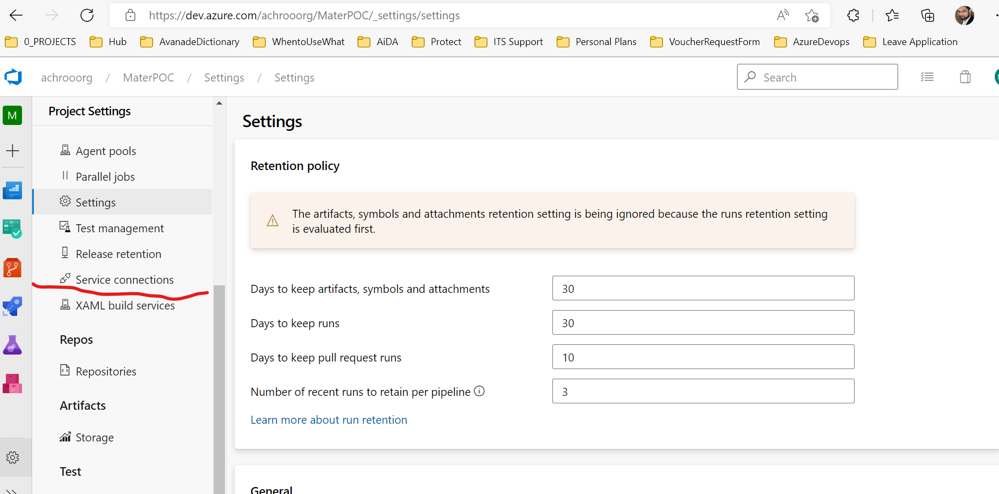 https://dev.azure.com/achrooorg/MaterPOC/_settings/settings
0_PROJECTS Hub AvanadeDictionary WhentoUseWhat AiDA Protect ITS Support Personal Plans VoucherRequestForm AzureDevops Leave Application
achrooorg / MaterPOC / Settings / Settings Search
M
Project Settings
Agent pools
Parallel jobs
Settings
Test management
Release retention
Service connections
XAML build services
Repos
Repositories
Artifacts
Storage
Test
Settings
Retention policy
The artifacts, symbols and attachments retention setting is being ignored because the runs retention setting
is evaluated first.
Days to keep artifacts, symbols and attachments 30
Days to keep runs 30
Days to keep pull request runs 10
Number of recent runs to retain per pipeline 3
Learn more about run retention
General